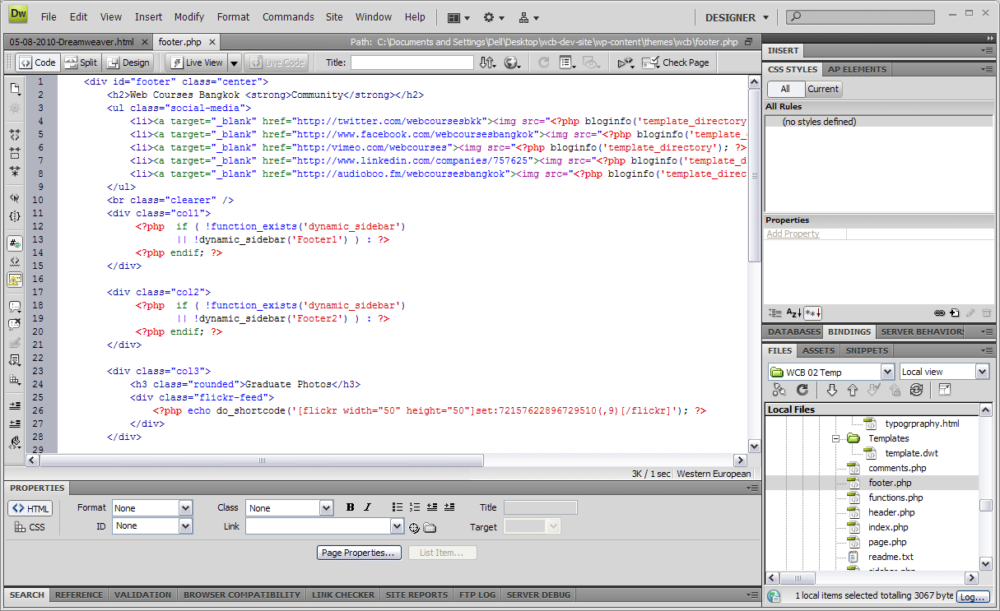 Dw File Edit View Insert Modify Format Commands Site Window Help DESIGNER
05-08-2010-Dreamweaver.html footer.php Path: C:\Documents and Settings\Dell\Desktop\wcb-dev-site\wp-content\themes\wcb\footer.php
Code Split Design Live View Live Code Title: Check Page
1 <div id="footer" class="center">
2 <h2>Web Courses Bangkok <strong>Community</strong></h2>
3 <ul class="social-media">
4 <li><a target="_blank" href="http://twitter.com/webcoursesbkk"><img src="<?php bloginfo('template_directory
5 <li><a target="_blank" href="http://www.facebook.com/webcoursesbangkok"><img src="<?php bloginfo('template_
6 <li><a target="_blank" href="http:/vimeo.com/webcourses"><img src="<?php bloginfo('template_directory'); ?>
7 <li><a target="_blank" href="http://www.linkedin.com/companies/757625"><img src="<?php bloginfo('template_d
8 <li><a target="_blank" href="http://audioboo.fm/webcoursesbangkok"><img src="<?php bloginfo('template_direc
9 </ul>
10 <br class="clearer" />
11 <div class="col1">
12 <?php if ( !function_exists('dynamic_sidebar')
13 || !dynamic_sidebar('Footer1') ) : ?>
14 <?php endif; ?>
15 </div>
16
17 <div class="col2">
18 <?php if ( !function_exists('dynamic_sidebar')
19 || !dynamic_sidebar('Footer2') ) : ?>
20 <?php endif; ?>
21 </div>
22
23 <div class="col3">
24 <h3 class="rounded">Graduate Photos</h3>
25 <div class="flickr-feed">
26 <?php echo do_shortcode('[flickr width="50" height="50"]set:72157622896729510(,9)[/flickr]'); ?>
27 </div>
28 </div>
29
3K / 1 sec Western European
PROPERTIES
HTML Format None Class None B I Title
CSS ID None Link Target
Page Properties... List Item...
SEARCH REFERENCE VALIDATION BROWSER COMPATIBILITY LINK CHECKER SITE REPORTS FTP LOG SERVER DEBUG
INSERT
CSS STYLES AP ELEMENTS
All Current
All Rules
(no styles defined)
Properties
Add Property
DATABASES BINDINGS SERVER BEHAVIORS
FILES ASSETS SNIPPETS
WCB 02 Temp Local view
Local Files
typogrpraphy.html
Templates
template.dwt
comments.php
footer.php
functions.php
header.php
index.php
page.php
readme.txt
sidebar.php
1 local items selected totalling 3067 byte Log...